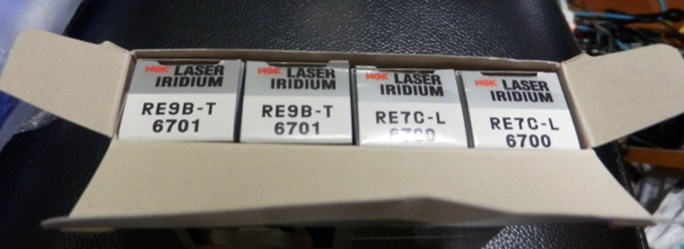 NGK LASER
IRIDIUM
RE9B-T
6701
NGK LASER
IRIDIUM
RE9B-T
6701
NGK LASER
IRIDIUM
RE7C-L
6700
NGK LASER
IRIDIUM
RE7C-L
6700